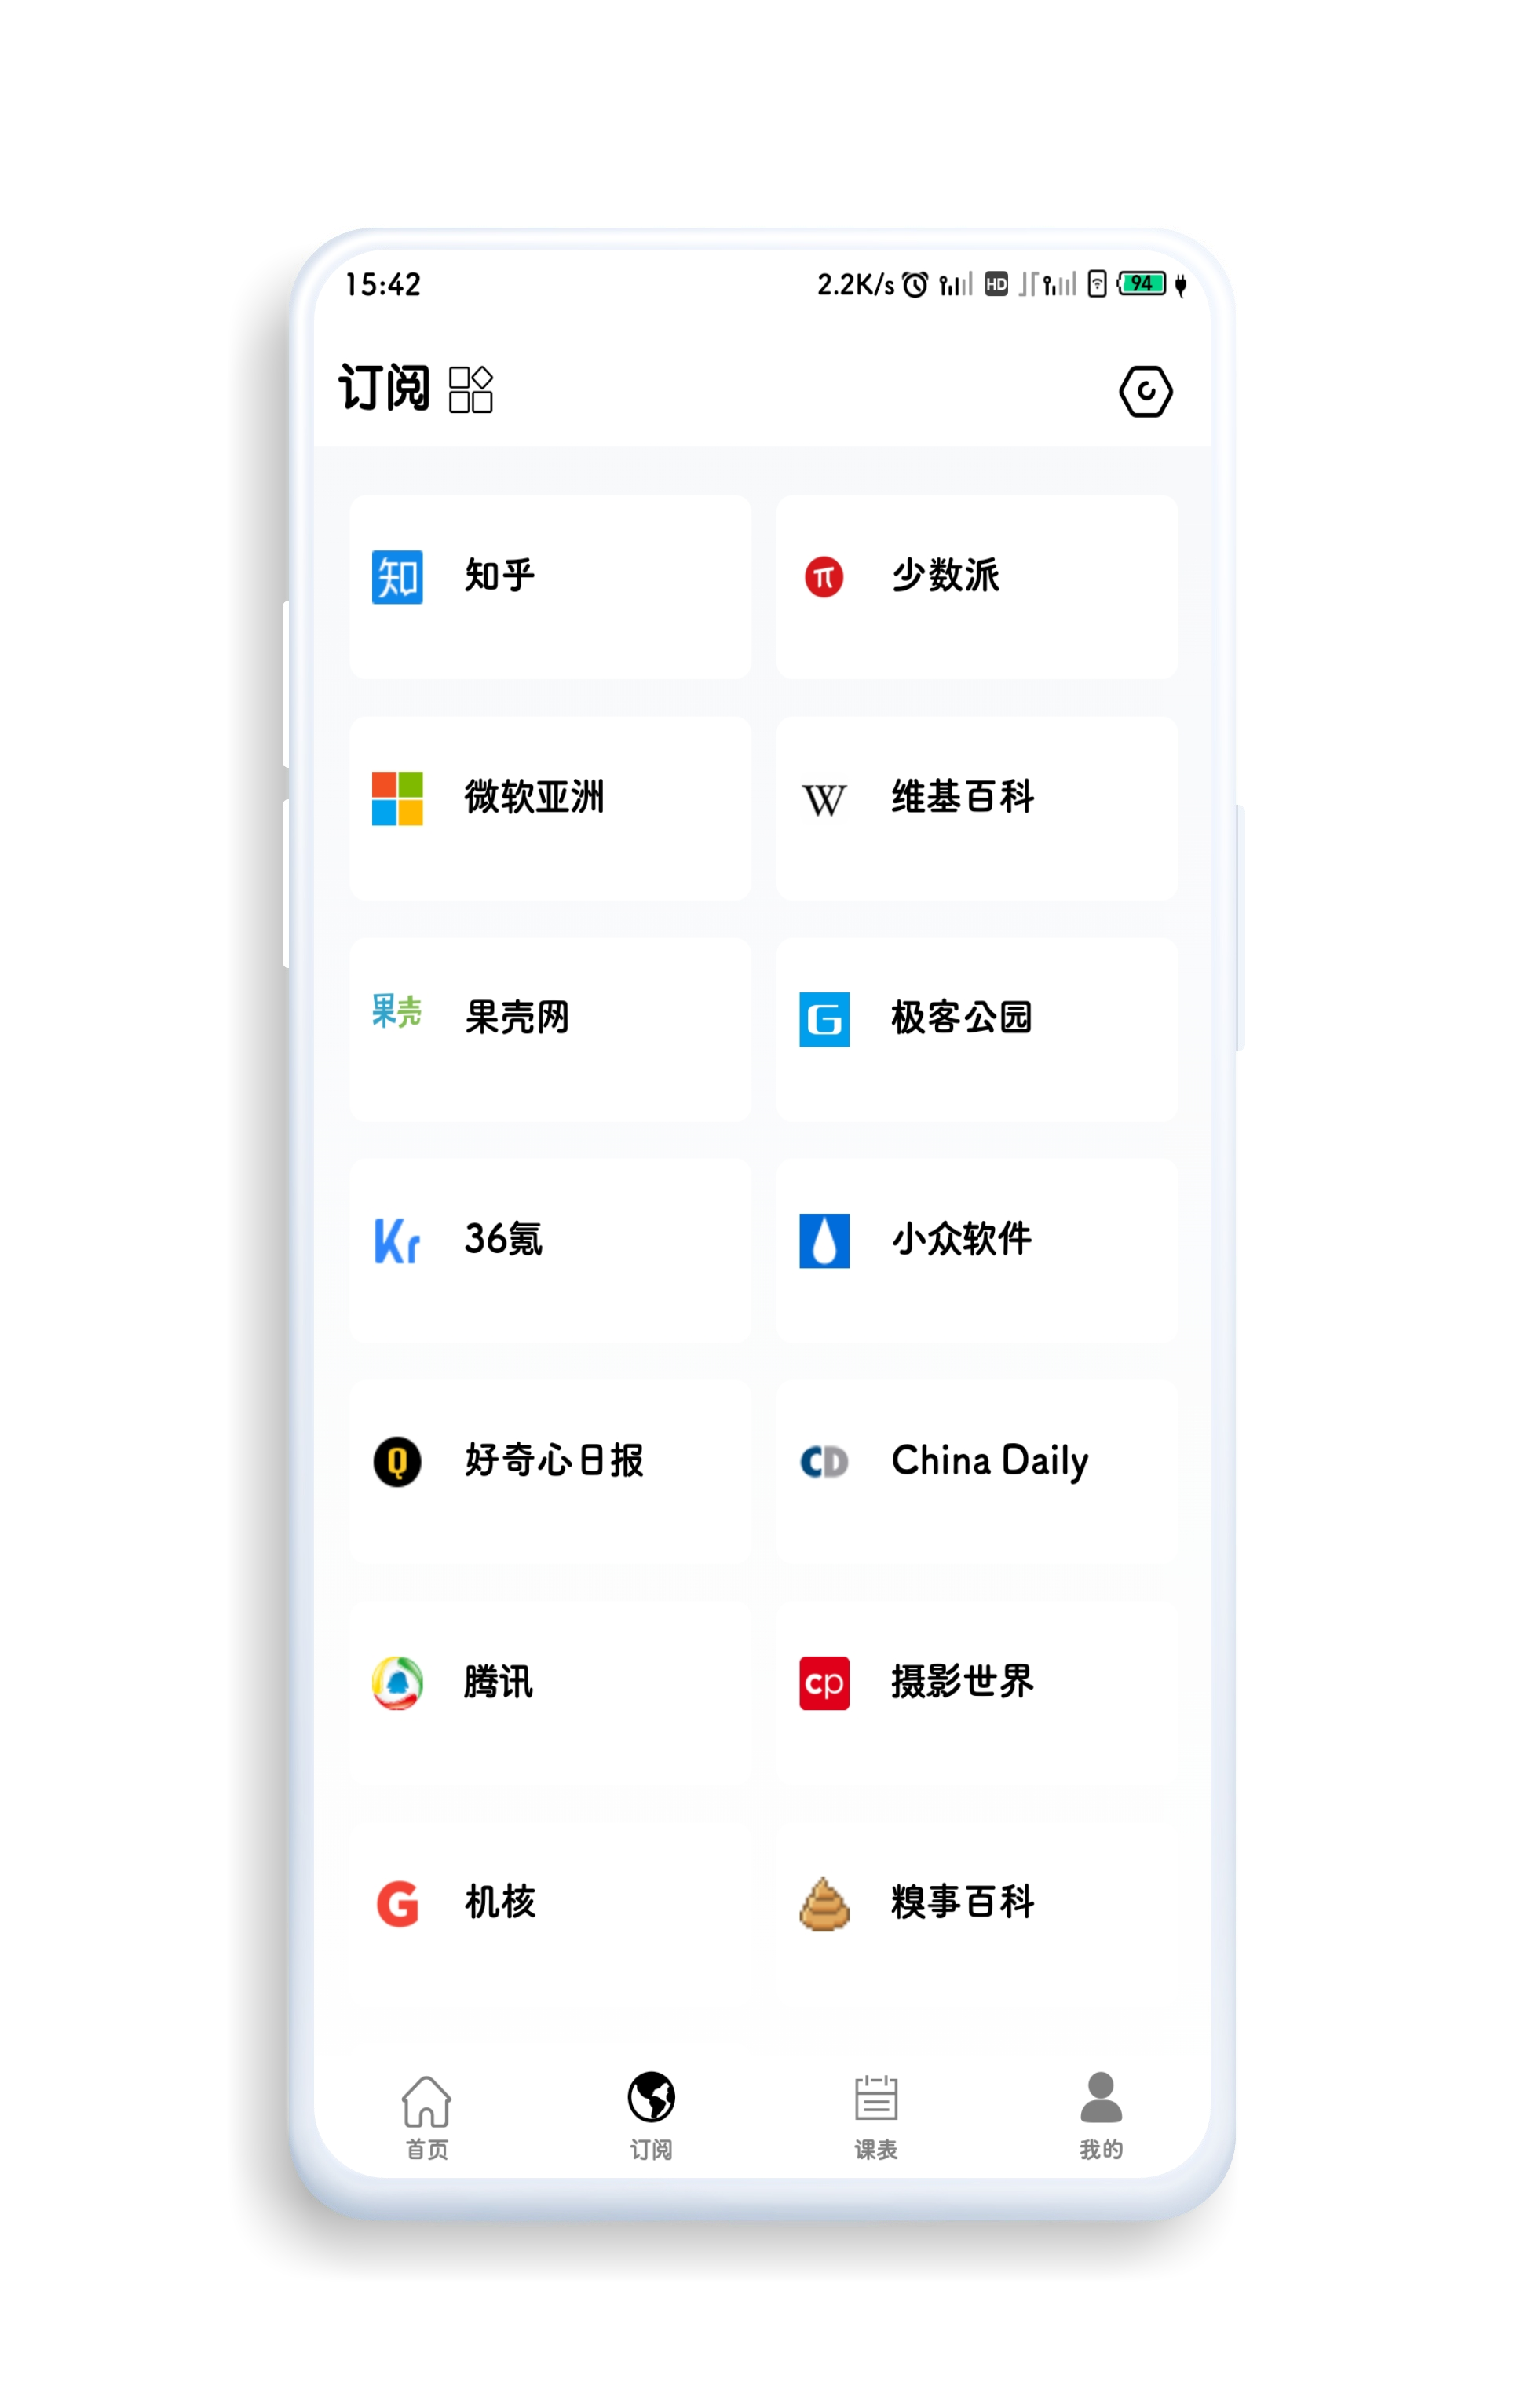 15:42 2.2K/s HD 94
订阅
知 知乎 π 少数派
微软亚洲 W 维基百科
果壳 果壳网 G 极客公园
Kr 36氪 小众软件
Q 好奇心日报 CD China Daily
腾讯 cp 摄影世界
G 机核 糗事百科
首页 订阅 课表 我的